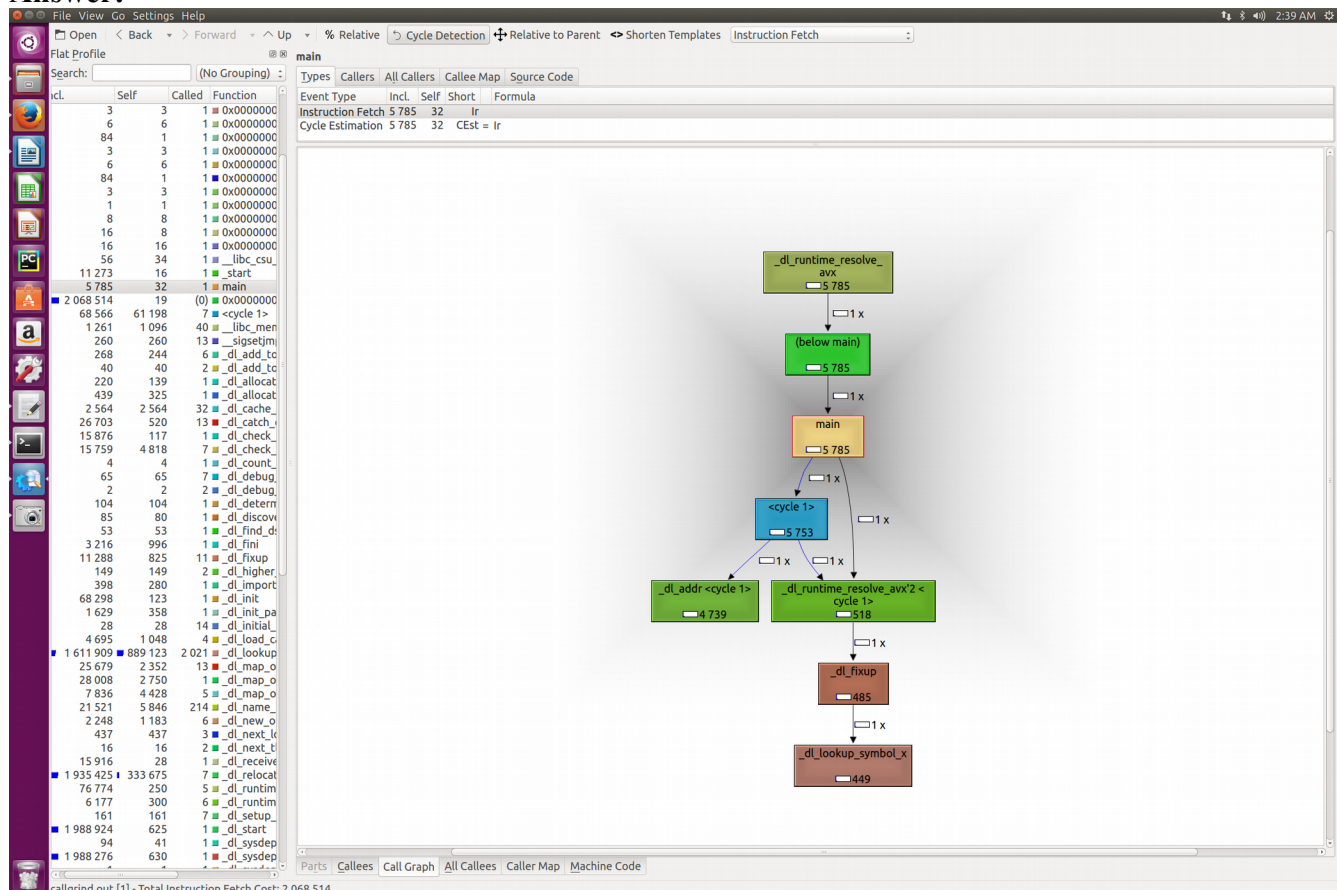 Answer:
File View Go Settings Help
2:39 AM
Open Back Forward Up % Relative Cycle Detection Relative to Parent <> Shorten Templates Instruction Fetch
Flat Profile
Search: (No Grouping)
Self Called Function
3 3 1 0x0000000
6 6 1 0x0000000
84 1 1 0x0000000
3 3 1 0x0000000
6 6 1 0x0000000
84 1 1 0x0000000
3 3 1 0x0000000
1 1 1 0x0000000
8 8 1 0x0000000
16 8 1 0x0000000
16 16 1 0x0000000
56 34 1 __libc_csu_
11 273 16 1 _start
5 785 32 1 main
2 068 514 19 (0) 0x0000000
68 566 61 198 7 <cycle 1>
1 261 1 096 40 __libc_mem
260 260 13 __sigsetjm
268 244 6 _dl_add_to
40 40 2 _dl_add_to
220 139 1 _dl_allocat
439 325 1 _dl_allocat
2 564 2 564 32 _dl_cache_
26 703 520 13 _dl_catch_
15 876 117 1 _dl_check_
15 759 4 818 7 _dl_check_
4 4 1 _dl_count_
65 65 7 _dl_debug_
2 2 2 _dl_debug_
104 104 1 _dl_determ
85 80 1 _dl_discove
53 53 1 _dl_find_ds
3 216 996 1 _dl_fini
11 288 825 11 _dl_fixup
149 149 2 _dl_higher_
398 280 1 _dl_import
68 298 123 1 _dl_init
1 629 358 1 _dl_init_pa
28 28 14 _dl_initial_
4 695 1 048 4 _dl_load_ca
1 611 909 889 123 2 021 _dl_lookup
25 679 2 352 13 _dl_map_o
28 008 2 750 1 _dl_map_o
7 836 4 428 5 _dl_map_o
21 521 5 846 214 _dl_name_
2 248 1 183 6 _dl_new_o
437 437 3 _dl_next_lo
16 16 2 _dl_next_tl
15 916 28 1 _dl_receive
1 935 425 333 675 7 _dl_relocat
76 774 250 5 _dl_runtim
6 177 300 6 _dl_runtim
161 161 7 _dl_setup_
1 988 924 625 1 _dl_start
94 41 1 _dl_sysdep
1 988 276 630 1 _dl_sysdep
callgrind.out [1] - Total Instruction Fetch Cost: 2 068 514
main
Types Callers All Callers Callee Map Source Code
Event Type Incl. Self Short Formula
Instruction Fetch 5 785 32 Ir
Cycle Estimation 5 785 32 CEst = Ir
_dl_runtime_resolve_
avx
5 785
1 x
(below main)
5 785
1 x
main
5 785
1 x
<cycle 1>
5 753
1 x
1 x 1 x
_dl_addr <cycle 1>
4 739
_dl_runtime_resolve_avx'2 <
cycle 1>
518
1 x
_dl_fixup
485
1 x
_dl_lookup_symbol_x
449
Parts Callees Call Graph All Callees Caller Map Machine Code